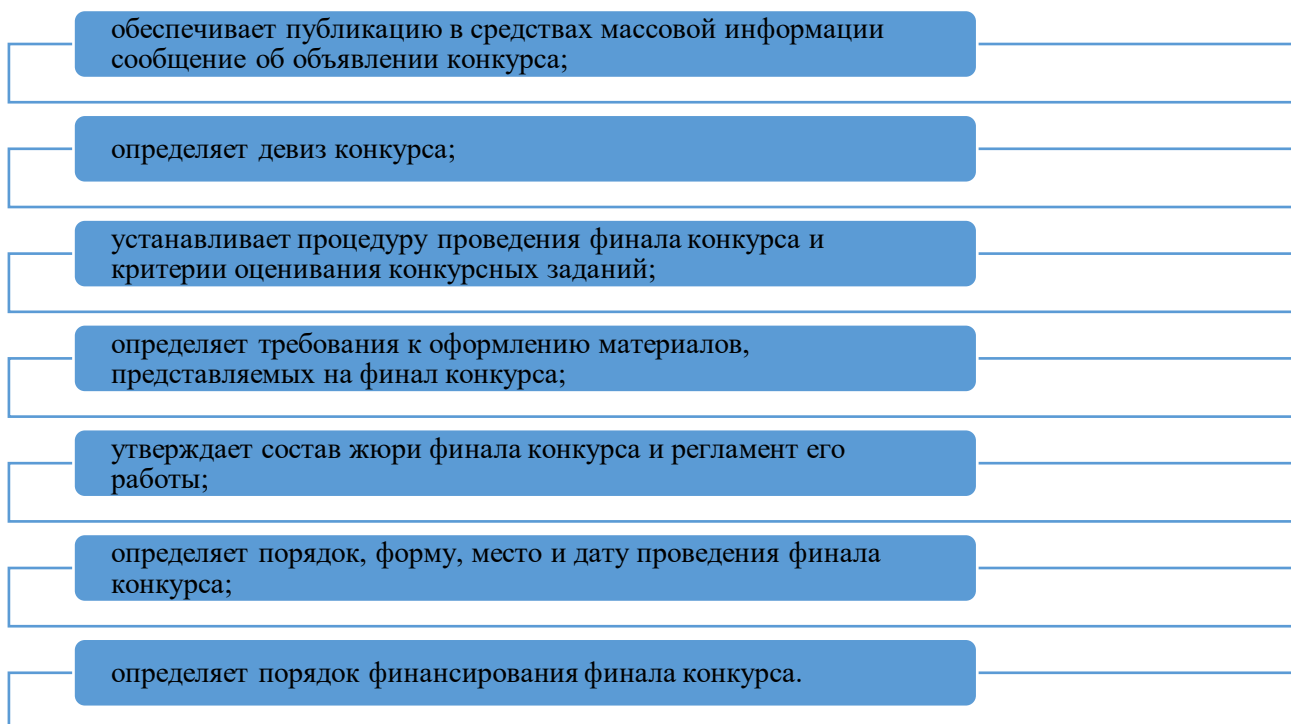 обеспечивает публикацию в средствах массовой информации
сообщение об объявлении конкурса;
определяет девиз конкурса;
устанавливает процедуру проведения финала конкурса и
критерии оценивания конкурсных заданий;
определяет требования к оформлению материалов,
представляемых на финал конкурса;
утверждает состав жюри финала конкурса и регламент его
работы;
определяет порядок, форму, место и дату проведения финала
конкурса;
определяет порядок финансирования финала конкурса.